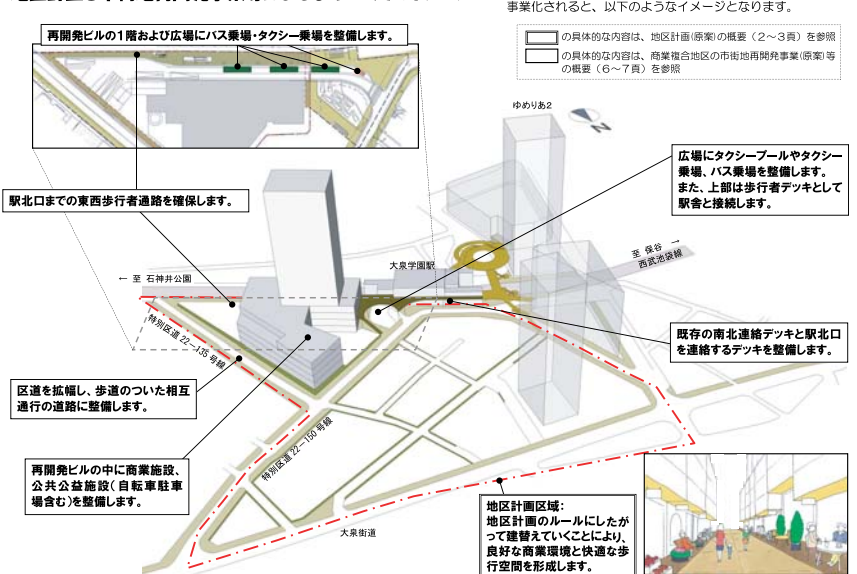 事業化されると、以下のようなイメージとなります。
の具体的な内容は、地区計画(原案)の概要（2～3頁）を参照
の具体的な内容は、商業複合地区の市街地再開発事業(原案)等
の概要（6～7頁）を参照
再開発ビルの1階および広場にバス乗場・タクシー乗場を整備します。
ゆめりあ2
N
広場にタクシープールやタクシー
乗場、バス乗場を整備します。
また、上部は歩行者デッキとして
駅舎と接続します。
駅北口までの東西歩行者通路を確保します。
至 保谷 →
西武池袋線
大泉学園駅
← 至 石神井公園
特別区道 22－135 号線
既存の南北連絡デッキと駅北口
を連絡するデッキを整備します。
区道を拡幅し、歩道のついた相互
通行の道路に整備します。
特別区道 22－150 号線
再開発ビルの中に商業施設、
公共公益施設（自転車駐車
場含む）を整備します。
大泉街道
地区計画区域：
地区計画のルールにしたが
って建替えていくことにより、
良好な商業環境と快適な歩
行空間を形成します。